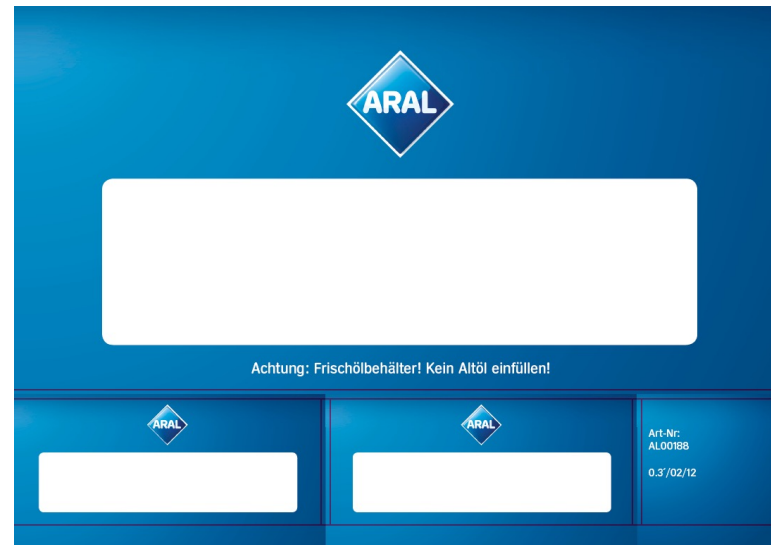 ARAL
Achtung: Frischölbehälter! Kein Altöl einfüllen!
ARAL
ARAL
Art-Nr:
AL00188
0.3´/02/12